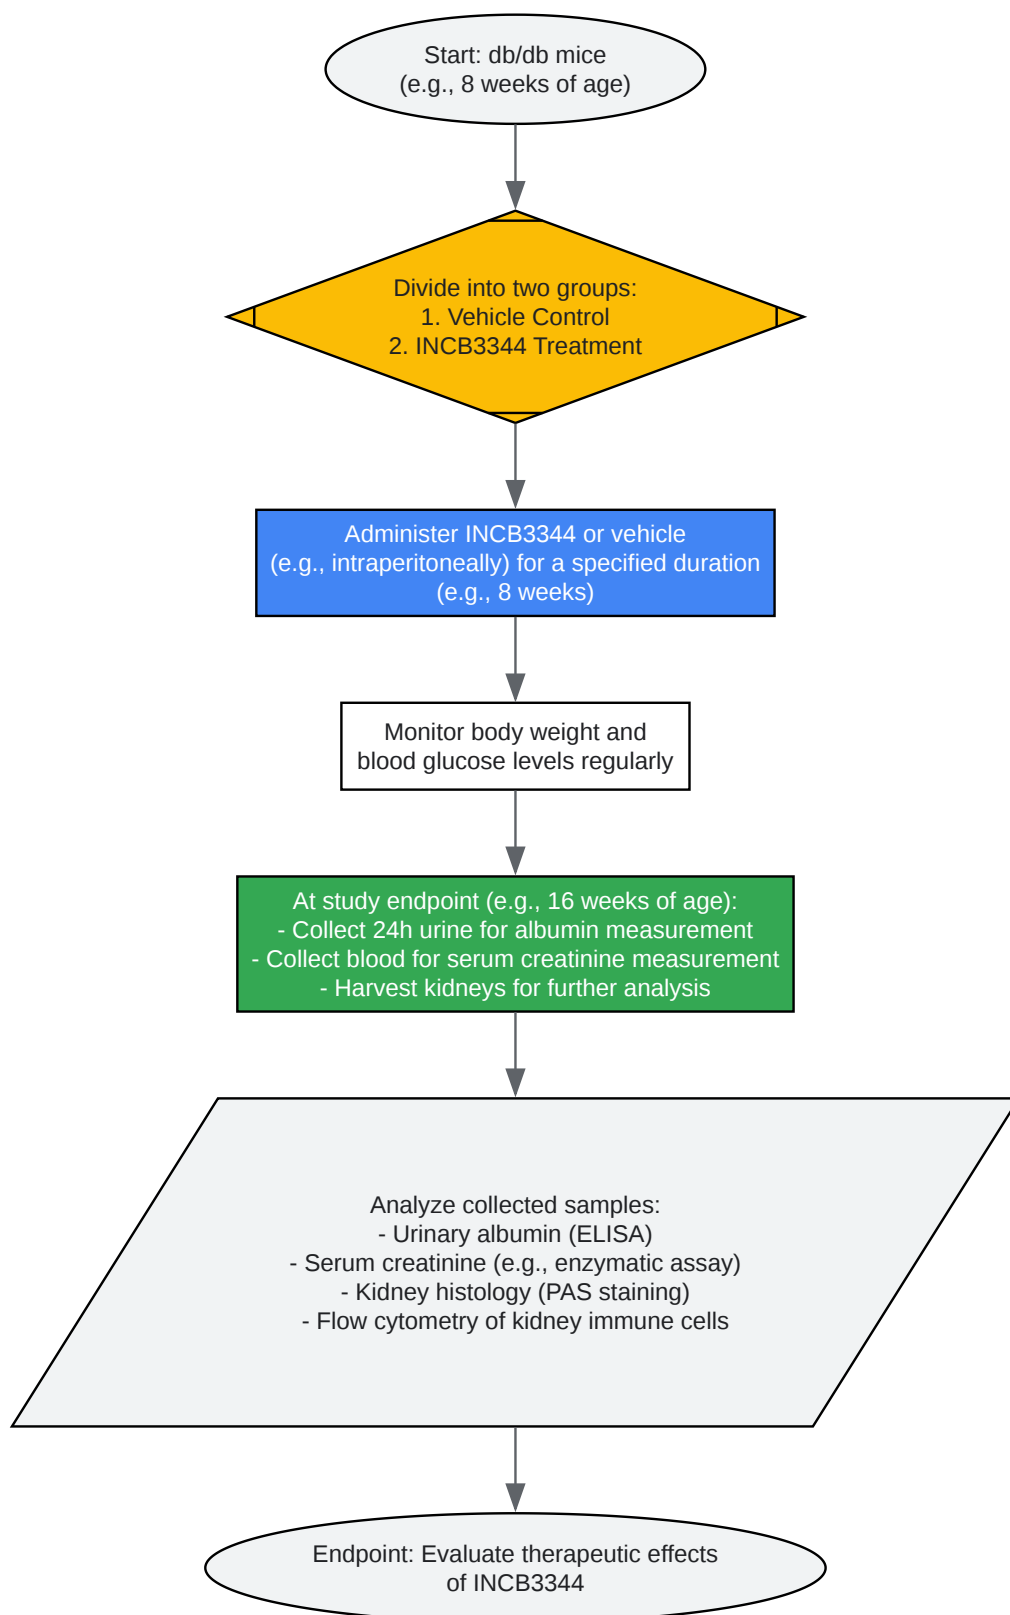 Start: db/db mice
(e.g., 8 weeks of age)
Divide into two groups:
1. Vehicle Control
2. INCB3344 Treatment
Administer INCB3344 or vehicle
(e.g., intraperitoneally) for a specified duration
(e.g., 8 weeks)
Monitor body weight and
blood glucose levels regularly
At study endpoint (e.g., 16 weeks of age):
- Collect 24h urine for albumin measurement
- Collect blood for serum creatinine measurement
- Harvest kidneys for further analysis
Analyze collected samples:
- Urinary albumin (ELISA)
- Serum creatinine (e.g., enzymatic assay)
- Kidney histology (PAS staining)
- Flow cytometry of kidney immune cells
Endpoint: Evaluate therapeutic effects
of INCB3344